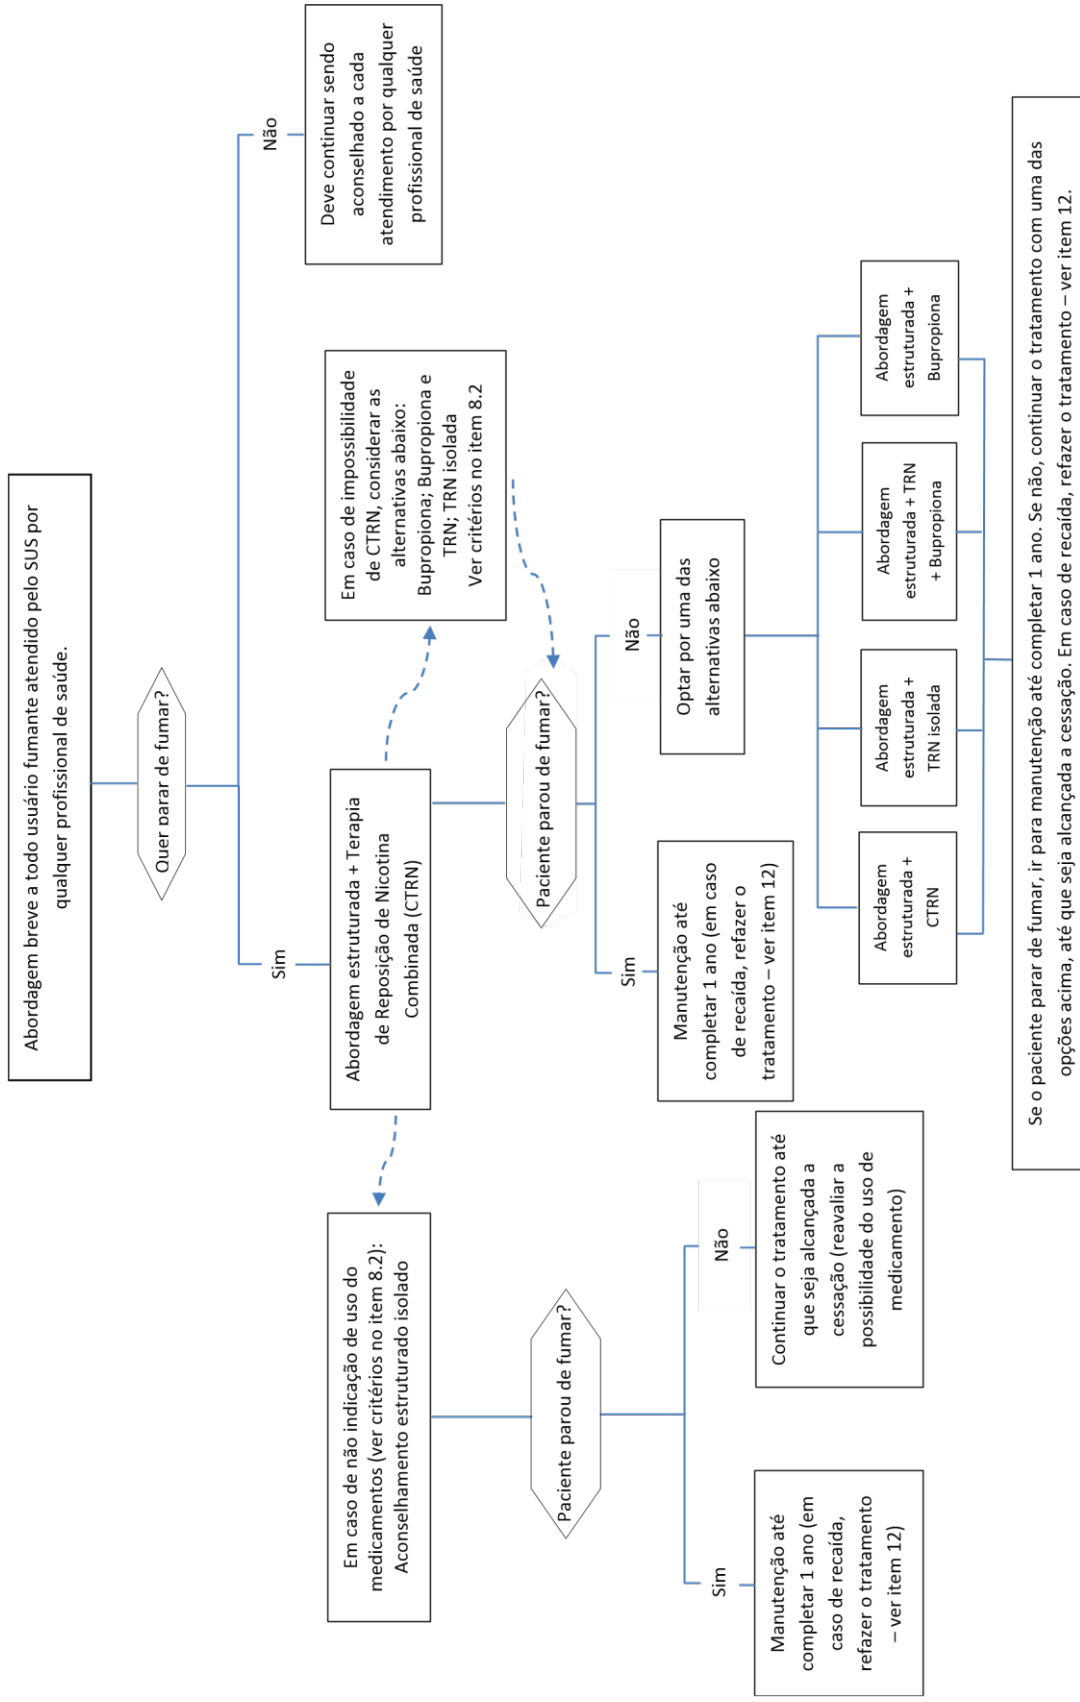 Abordagem breve a todo usuário fumante atendido pelo SUS por
qualquer profissional de saúde.
Quer parar de fumar?
Sim
Não
Deve continuar sendo
aconselhado a cada
atendimento por qualquer
profissional de saúde
Abordagem estruturada + Terapia
de Reposição de Nicotina
Combinada (CTRN)
Em caso de não indicação de uso do
medicamentos (ver critérios no item 8.2):
Aconselhamento estruturado isolado
Em caso de impossibilidade
de CTRN, considerar as
alternativas abaixo:
Bupropiona; Bupropiona e
TRN; TRN isolada
Ver critérios no item 8.2
Paciente parou de fumar?
Sim
Não
Manutenção até
completar 1 ano (em
caso de recaída,
refazer o tratamento
– ver item 12)
Continuar o tratamento até
que seja alcançada a
cessação (reavaliar a
possibilidade do uso de
medicamento)
Paciente parou de fumar?
Sim
Não
Manutenção até
completar 1 ano (em caso
de recaída, refazer o
tratamento – ver item 12)
Optar por uma das
alternativas abaixo
Abordagem
estruturada +
CTRN
Abordagem
estruturada +
TRN isolada
Abordagem
estruturada + TRN
+ Bupropiona
Abordagem
estruturada +
Bupropiona
Se o paciente parar de fumar, ir para manutenção até completar 1 ano. Se não, continuar o tratamento com uma das
opções acima, até que seja alcançada a cessação. Em caso de recaída, refazer o tratamento – ver item 12.